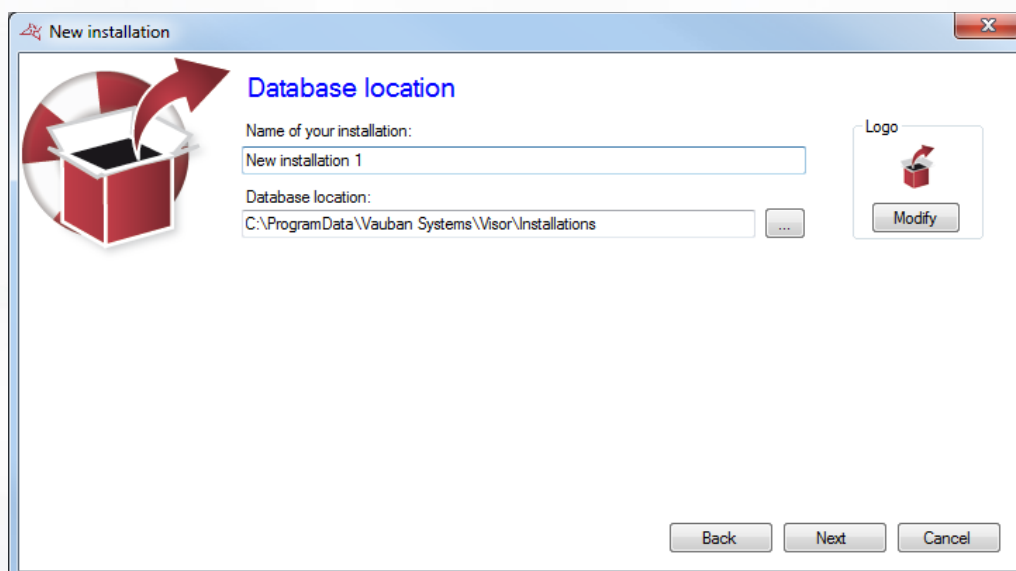 New installation
X
Database location
Name of your installation:
New installation 1
Database location:
C:\ProgramData\Vauban Systems\Visor\Installations
...
Logo
Modify
Back
Next
Cancel